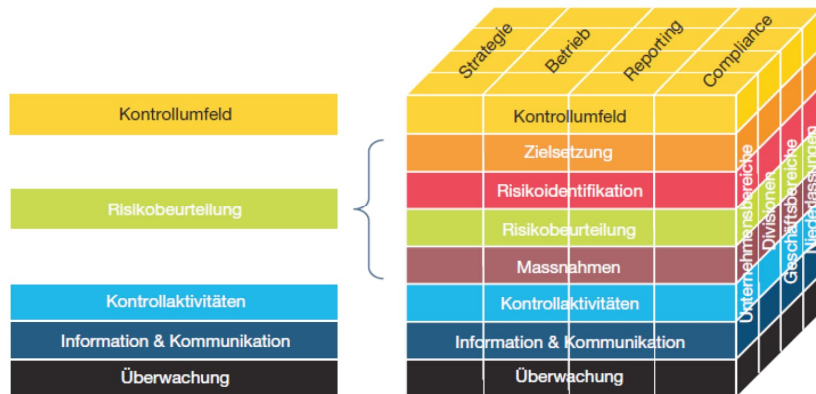 Strategie
Betrieb
Reporting
Compliance
Kontrollumfeld
Risikobeurteilung
Kontrollaktivitäten
Information & Kommunikation
Überwachung
Kontrollumfeld
Zielsetzung
Risikoidentifikation
Risikobeurteilung
Massnahmen
Kontrollaktivitäten
Information & Kommunikation
Überwachung
Unternehmensbereiche
Divisionen
Geschäftsbereiche
Niederlassungen